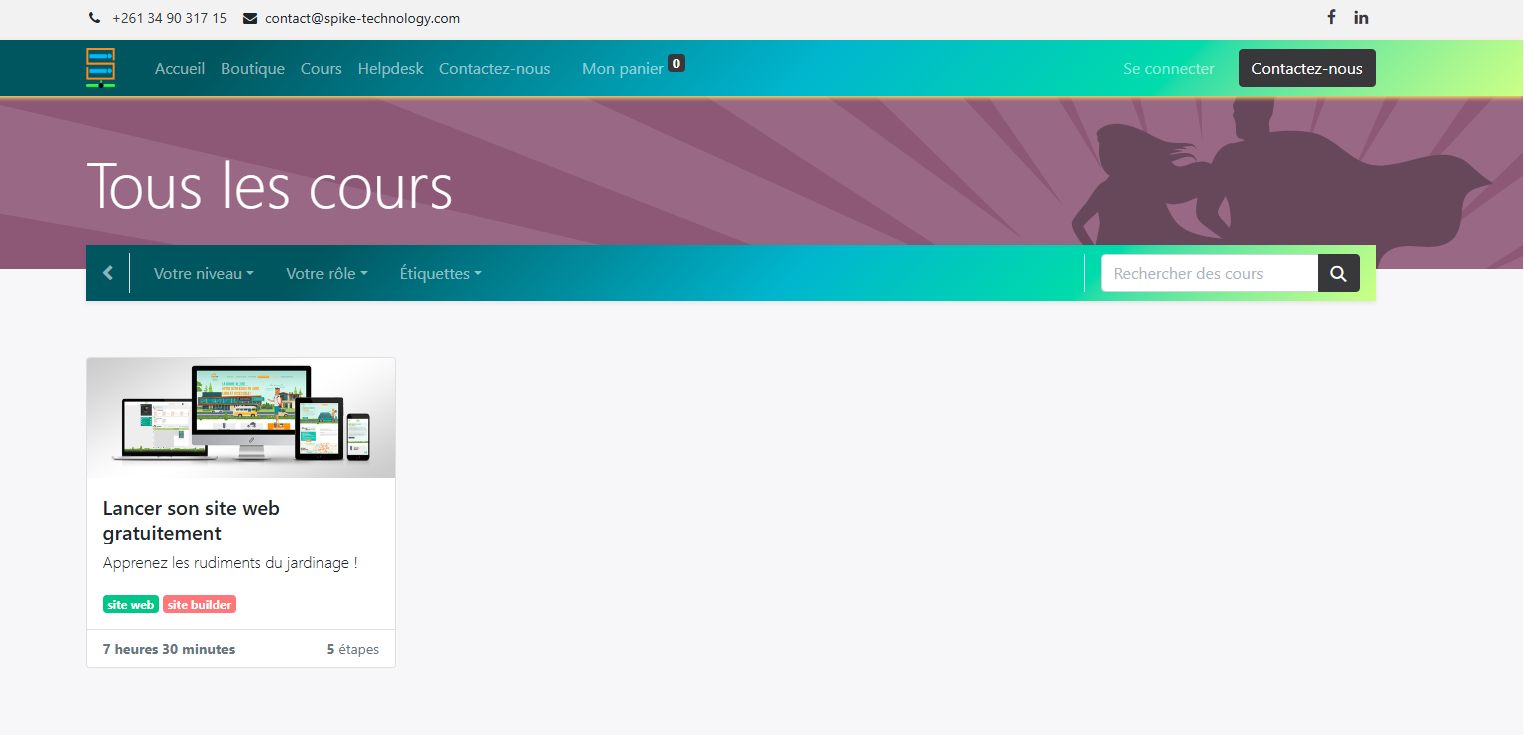 +261 34 90 317 15 contact@spike-technology.com
Accueil Boutique Cours Helpdesk Contactez-nous Mon panier 0 Se connecter Contactez-nous
Tous les cours
Votre niveau Votre rôle Étiquettes Rechercher des cours
Lancer son site web
gratuitement
Apprenez les rudiments du jardinage !
site web site builder
7 heures 30 minutes 5 étapes